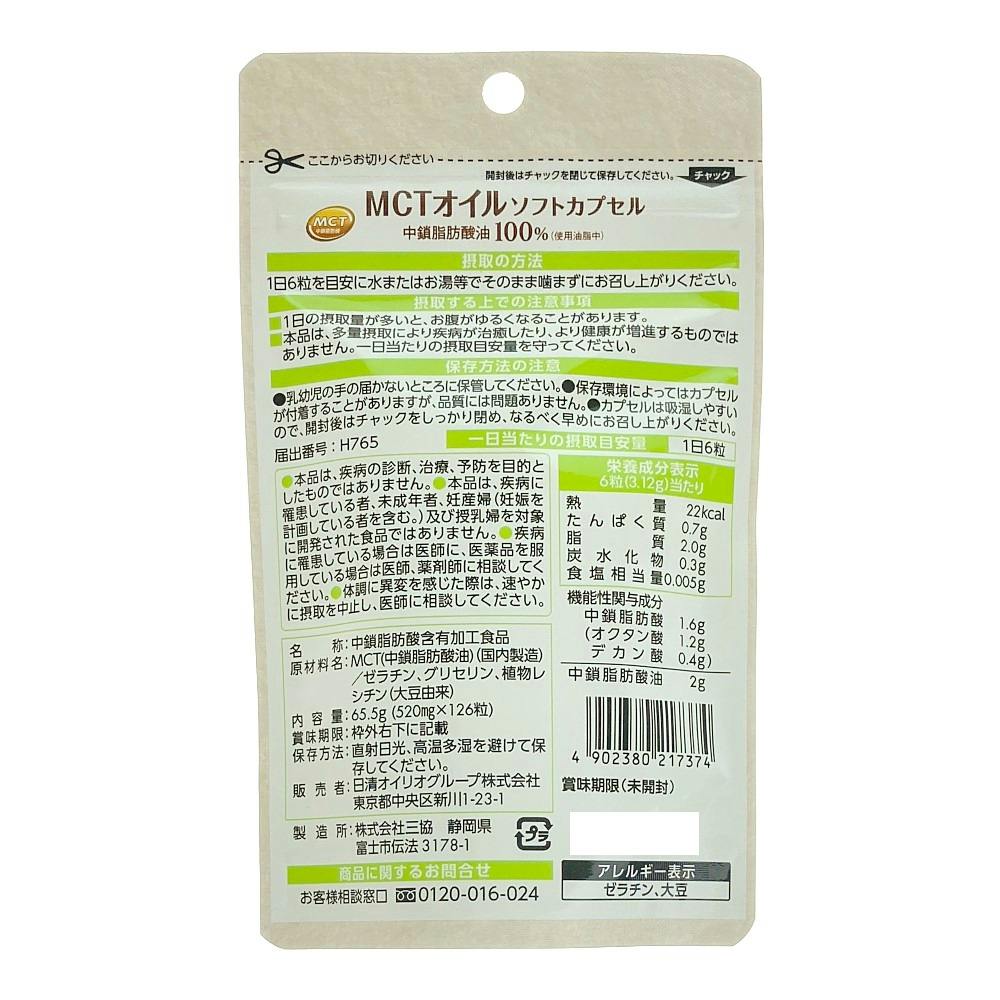 ここからお切りください
開封後はチャックを閉じて保存してください。
チャック
MCT
中鎖脂肪酸
MCTオイルソフトカプセル
中鎖脂肪酸油100%(使用油脂中)
摂取の方法
1日6粒を目安に水またはお湯等でそのまま噛まずにお召し上がりください。
摂取する上での注意事項
■1日の摂取量が多いと、お腹がゆるくなることがあります。
■本品は、多量摂取により疾病が治癒したり、より健康が増進するものでは
ありません。一日当たりの摂取目安量を守ってください。
保存方法の注意
●乳幼児の手の届かないところに保管してください。●保存環境によってはカプセル
が付着することがありますが、品質には問題ありません。●カプセルは吸湿しやすい
ので、開封後はチャックをしっかり閉め、なるべく早めにお召し上がりください。
届出番号:H765
一日当たりの摂取目安量 1日6粒
●本品は、疾病の診断、治療、予防を目的と
したものではありません。●本品は、疾病に
罹患している者、未成年者、妊産婦(妊娠を
計画している者を含む。)及び授乳婦を対象
に開発された食品ではありません。●疾病
に罹患している場合は医師に、医薬品を服
用している場合は医師、薬剤師に相談してく
ださい。●体調に異変を感じた際は、速やか
に摂取を中止し、医師に相談してください。
栄養成分表示
6粒(3.12g)当たり
熱量 22kcal
たんぱく質 0.7g
脂質 2.0g
炭水化物 0.3g
食塩相当量 0.005g
機能性関与成分
中鎖脂肪酸 1.6g
(オクタン酸 1.2g
デカン酸 0.4g)
中鎖脂肪酸油 2g
名称:中鎖脂肪酸含有加工食品
原材料名:MCT(中鎖脂肪酸油)(国内製造)
/ゼラチン、グリセリン、植物レ
シチン(大豆由来)
内容量:65.5g(520mg×126粒)
賞味期限:枠外右下に記載
保存方法:直射日光、高温多湿を避けて保
存してください。
販売者:日清オイリオグループ株式会社
東京都中央区新川1-23-1
製造所:株式会社三協 静岡県
富士市伝法3178-1
プラ
商品に関するお問合せ
お客様相談窓口 0120-016-024
4 902380 217374
賞味期限(未開封)
アレルギー表示
ゼラチン、大豆